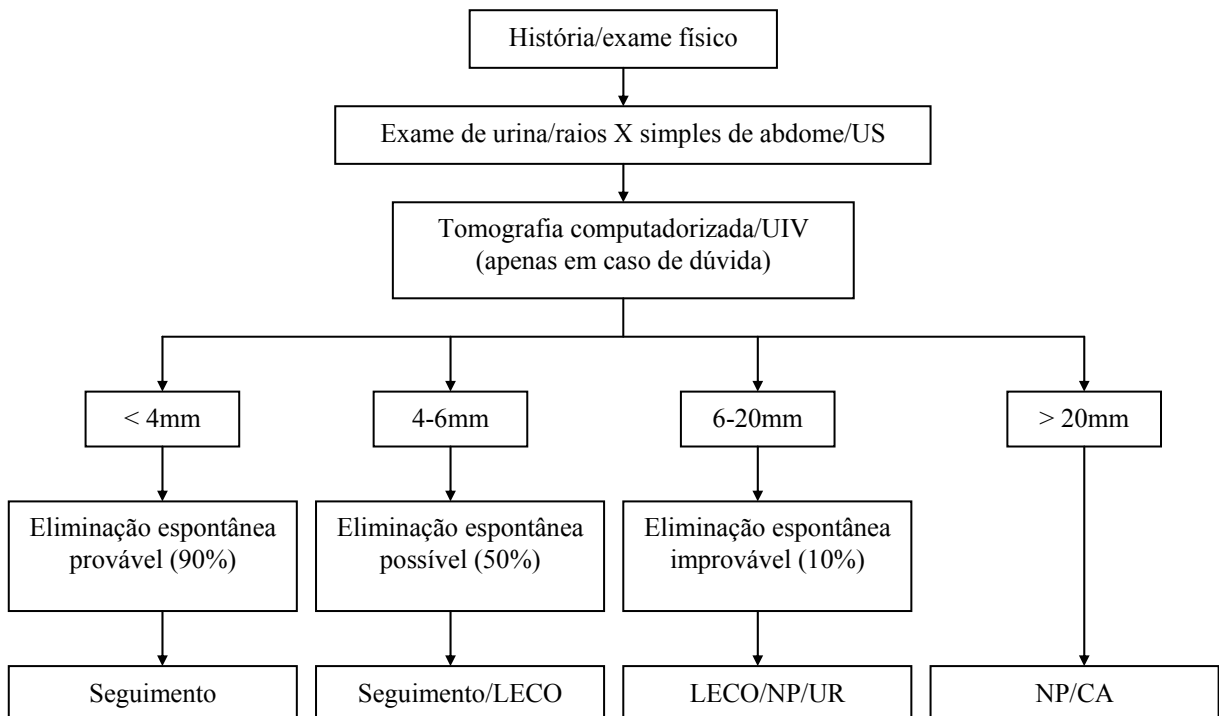 História/exame físico
Exame de urina/raios X simples de abdome/US
Tomografia computadorizada/UIV
(apenas em caso de dúvida)
< 4mm
4-6mm
6-20mm
> 20mm
Eliminação espontânea
provável (90%)
Eliminação espontânea
possível (50%)
Eliminação espontânea
improvável (10%)
Seguimento
Seguimento/LECO
LECO/NP/UR
NP/CA